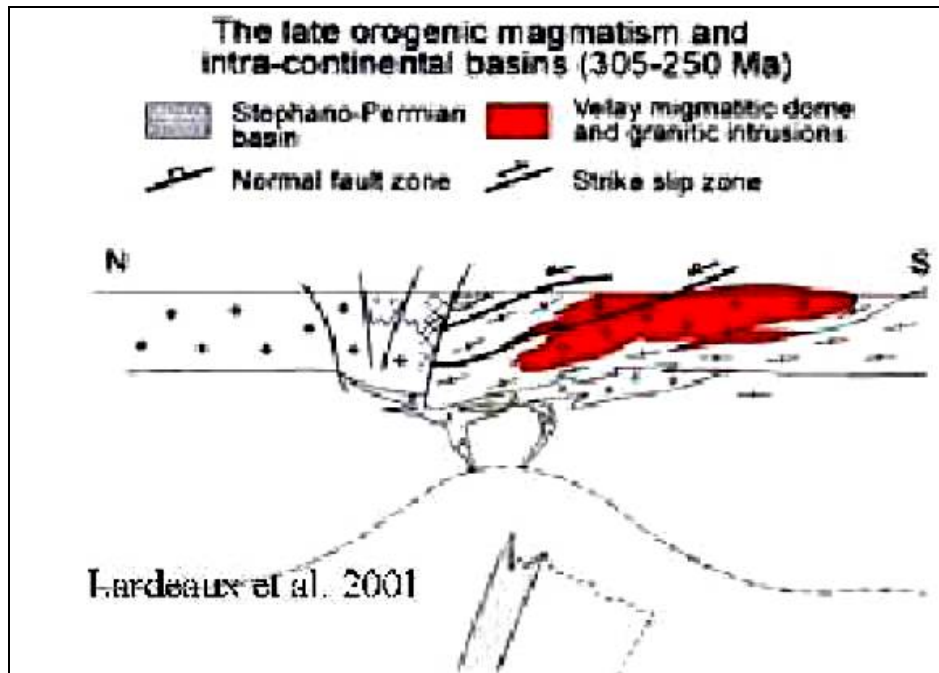 The late orogenic magmatism and
intra-continental basins (305-250 Ma)
Stephano-Permian
basin
Velay migmatitic dome
and granitic intrusions
Normal fault zone
Strike slip zone
N
S
Lardeaux et al. 2001